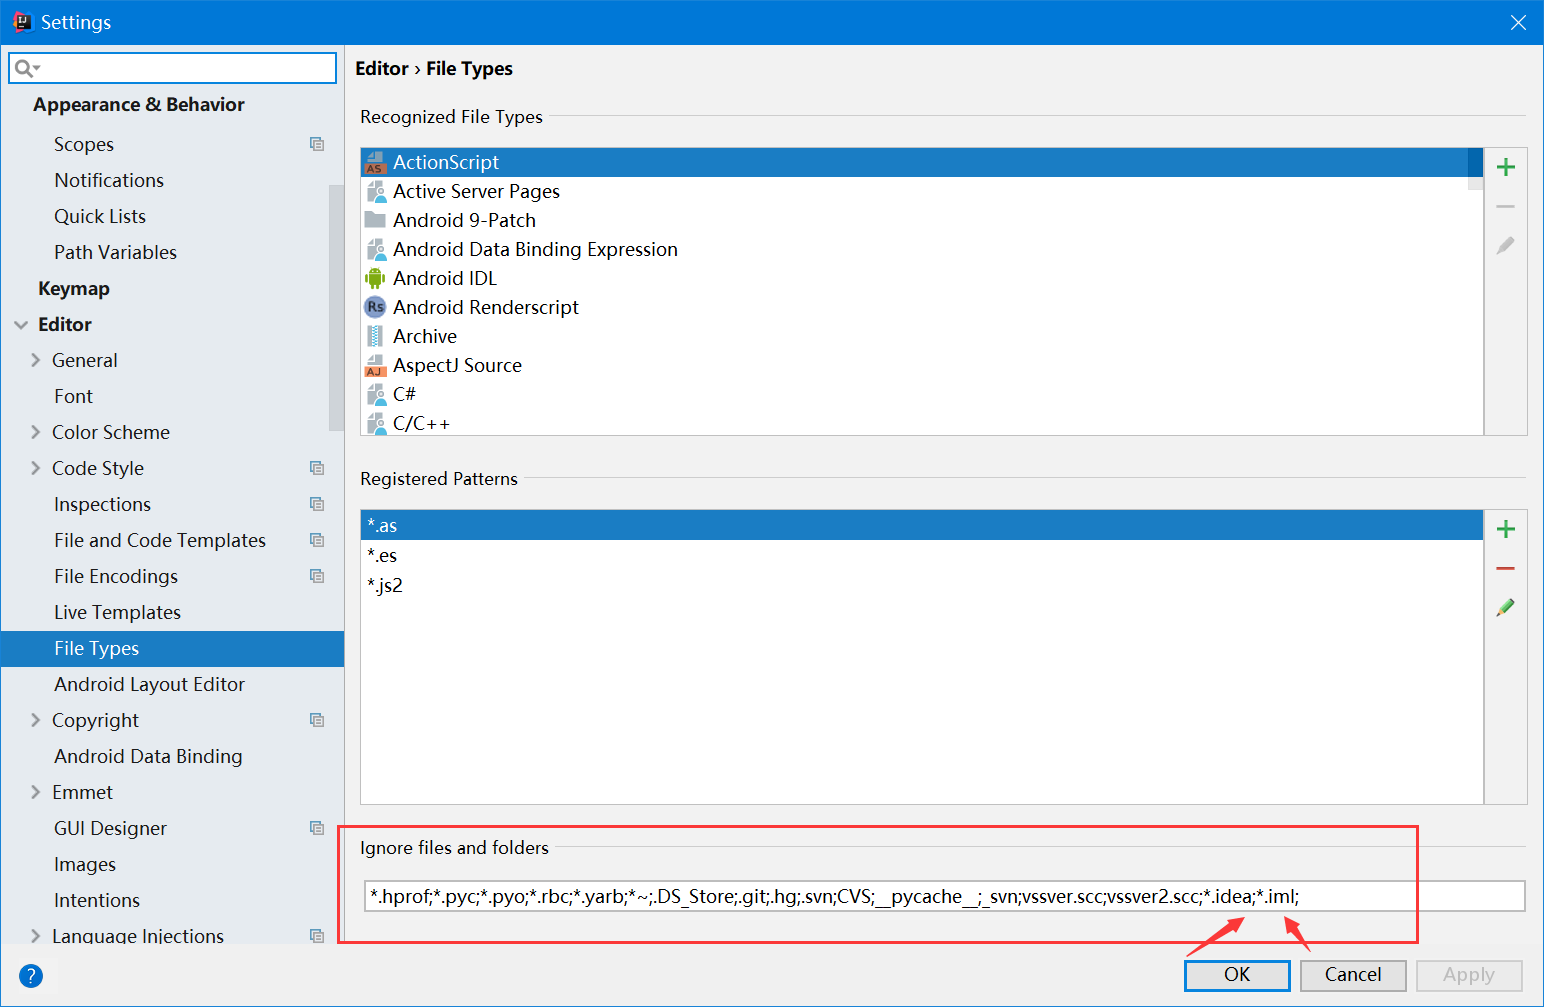 Settings
Appearance & Behavior
Scopes
Notifications
Quick Lists
Path Variables
Keymap
Editor
General
Font
Color Scheme
Code Style
Inspections
File and Code Templates
File Encodings
Live Templates
File Types
Android Layout Editor
Copyright
Android Data Binding
Emmet
GUI Designer
Images
Intentions
Language Injections
Editor › File Types
Recognized File Types
AS ActionScript
Active Server Pages
Android 9-Patch
Android Data Binding Expression
Android IDL
Rs Android Renderscript
Archive
AJ AspectJ Source
C#
C/C++
Registered Patterns
*.as
*.es
*.js2
Ignore files and folders
*.hprof;*.pyc;*.pyo;*.rbc;*.yarb;*~;.DS_Store;.git;.hg;.svn;CVS;__pycache__;_svn;vssver.scc;vssver2.scc;*.idea;*.iml;
?
OK Cancel Apply